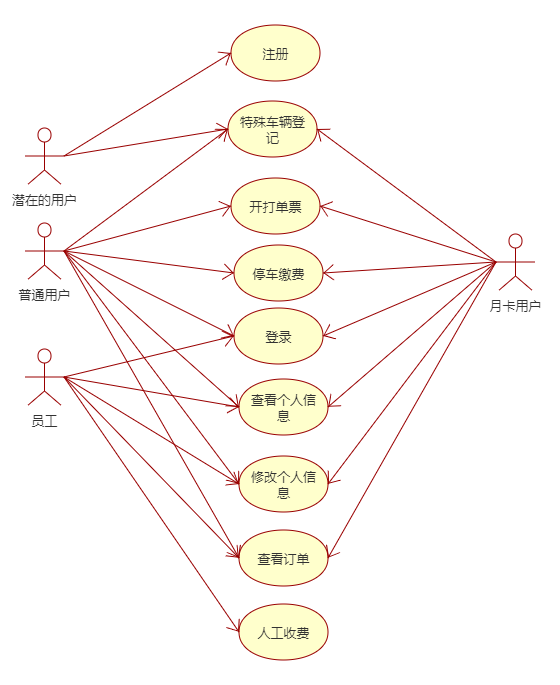 注册
特殊车辆登
记
潜在的用户
开打单票
普通用户
停车缴费
月卡用户
登录
查看个人信
息
员工
修改个人信
息
查看订单
人工收费